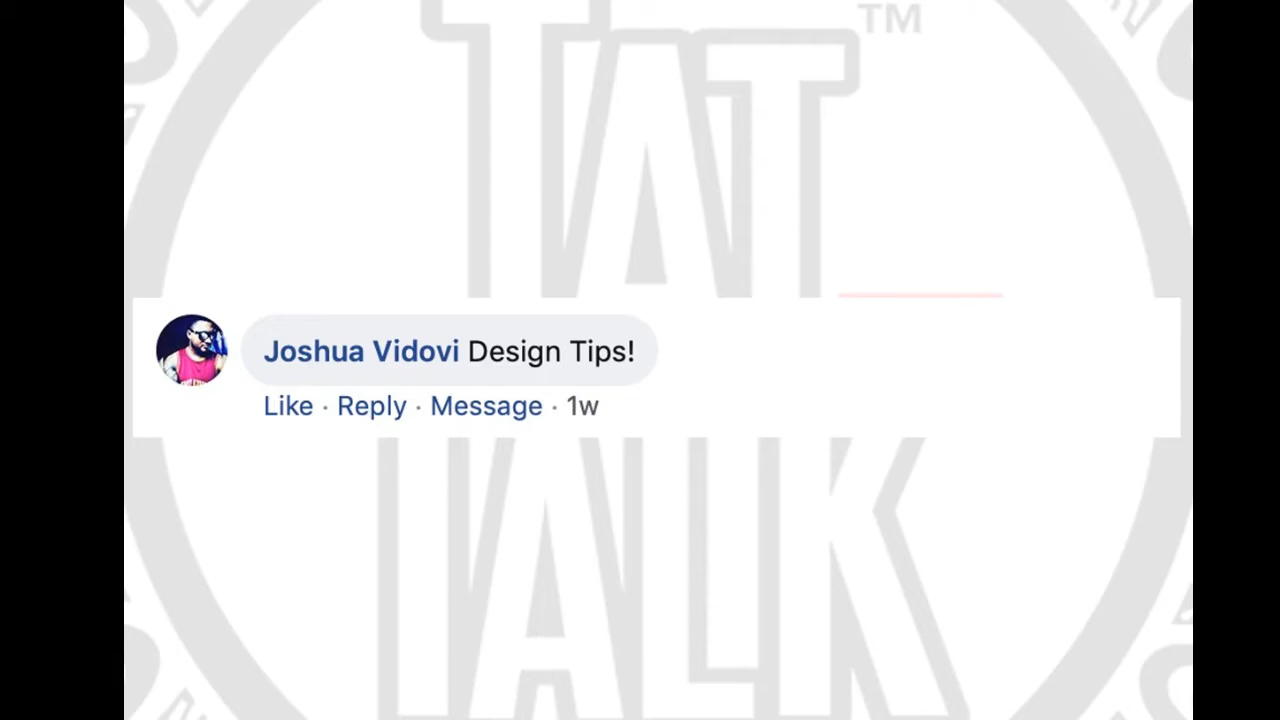 TAT
TM
Joshua Vidovi Design Tips!
Like · Reply · Message · 1w
TALK